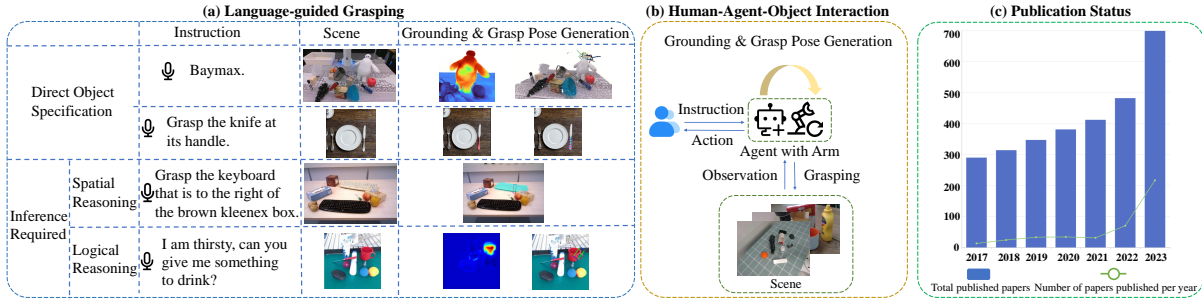 (a) Language-guided Grasping
Instruction
Scene
Grounding & Grasp Pose Generation
Direct Object
Specification
Baymax.
Grasp the knife at
its handle.
Inference
Required
Spatial
Reasoning
Grasp the keyboard
that is to the right of
the brown kleenex box.
Logical
Reasoning
I am thirsty, can you
give me something
to drink?
(b) Human-Agent-Object Interaction
Grounding & Grasp Pose Generation
Instruction
Action
Agent with Arm
Observation
Grasping
Scene
(c) Publication Status
700
600
500
400
300
200
100
0
2017 2018 2019 2020 2021 2022 2023
Total published papers
Number of papers published per year